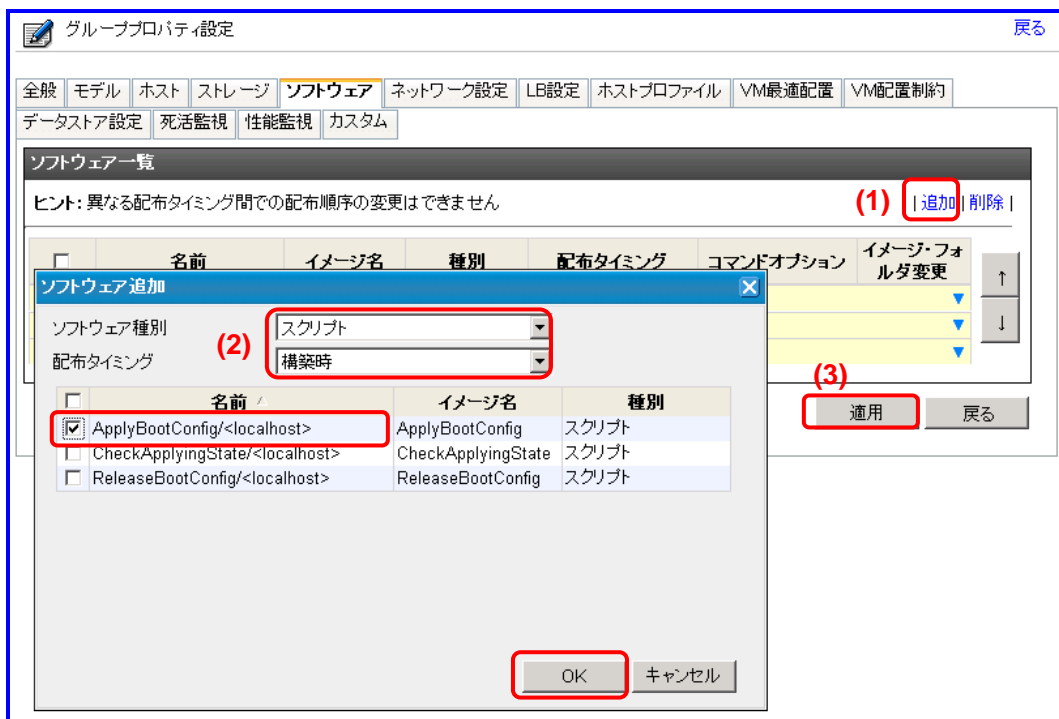 グループプロパティ設定 戻る
全般 モデル ホスト ストレージ ソフトウェア ネットワーク設定 LB設定 ホストプロファイル VM最適配置 VM配置制約
データストア設定 死活監視 性能監視 カスタム
ソフトウェア一覧
ヒント: 異なる配布タイミング間での配布順序の変更はできません (1) | 追加 | 削除 |
名前 イメージ名 種別 配布タイミング コマンドオプション イメージ・フォルダ変更 ↑
↓
ソフトウェア追加
ソフトウェア種別 スクリプト
(2)
配布タイミング 構築時
名前 イメージ名 種別
ApplyBootConfig/<localhost> ApplyBootConfig スクリプト
CheckApplyingState/<localhost> CheckApplyingState スクリプト
ReleaseBootConfig/<localhost> ReleaseBootConfig スクリプト
OK キャンセル
(3)
適用 戻る